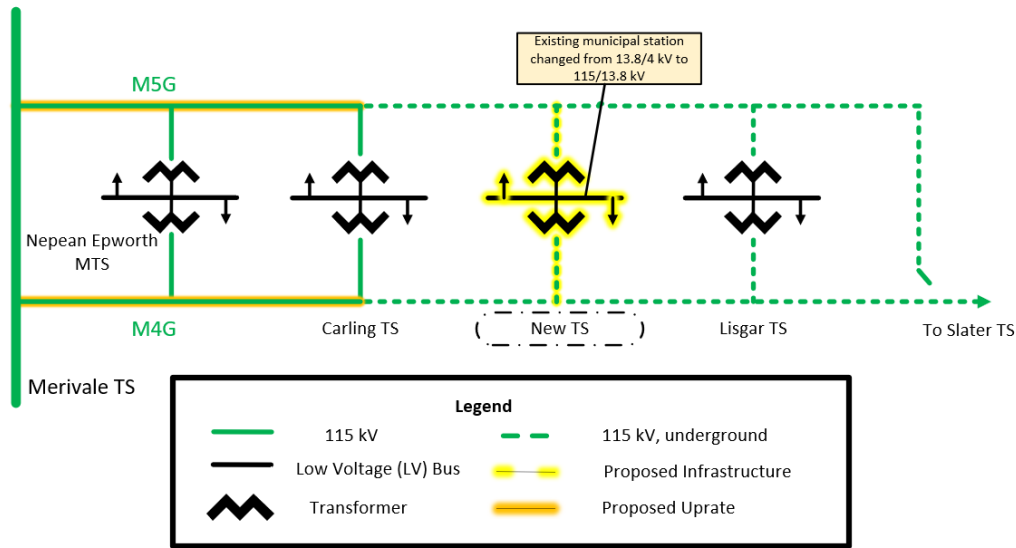 Existing municipal station
changed from 13.8/4 kV to
115/13.8 kV
M5G
Nepean Epworth
MTS
M4G
Carling TS
New TS
Lisgar TS
To Slater TS
Merivale TS
Legend
115 kV
115 kV, underground
Low Voltage (LV) Bus
Proposed Infrastructure
Transformer
Proposed Uprate